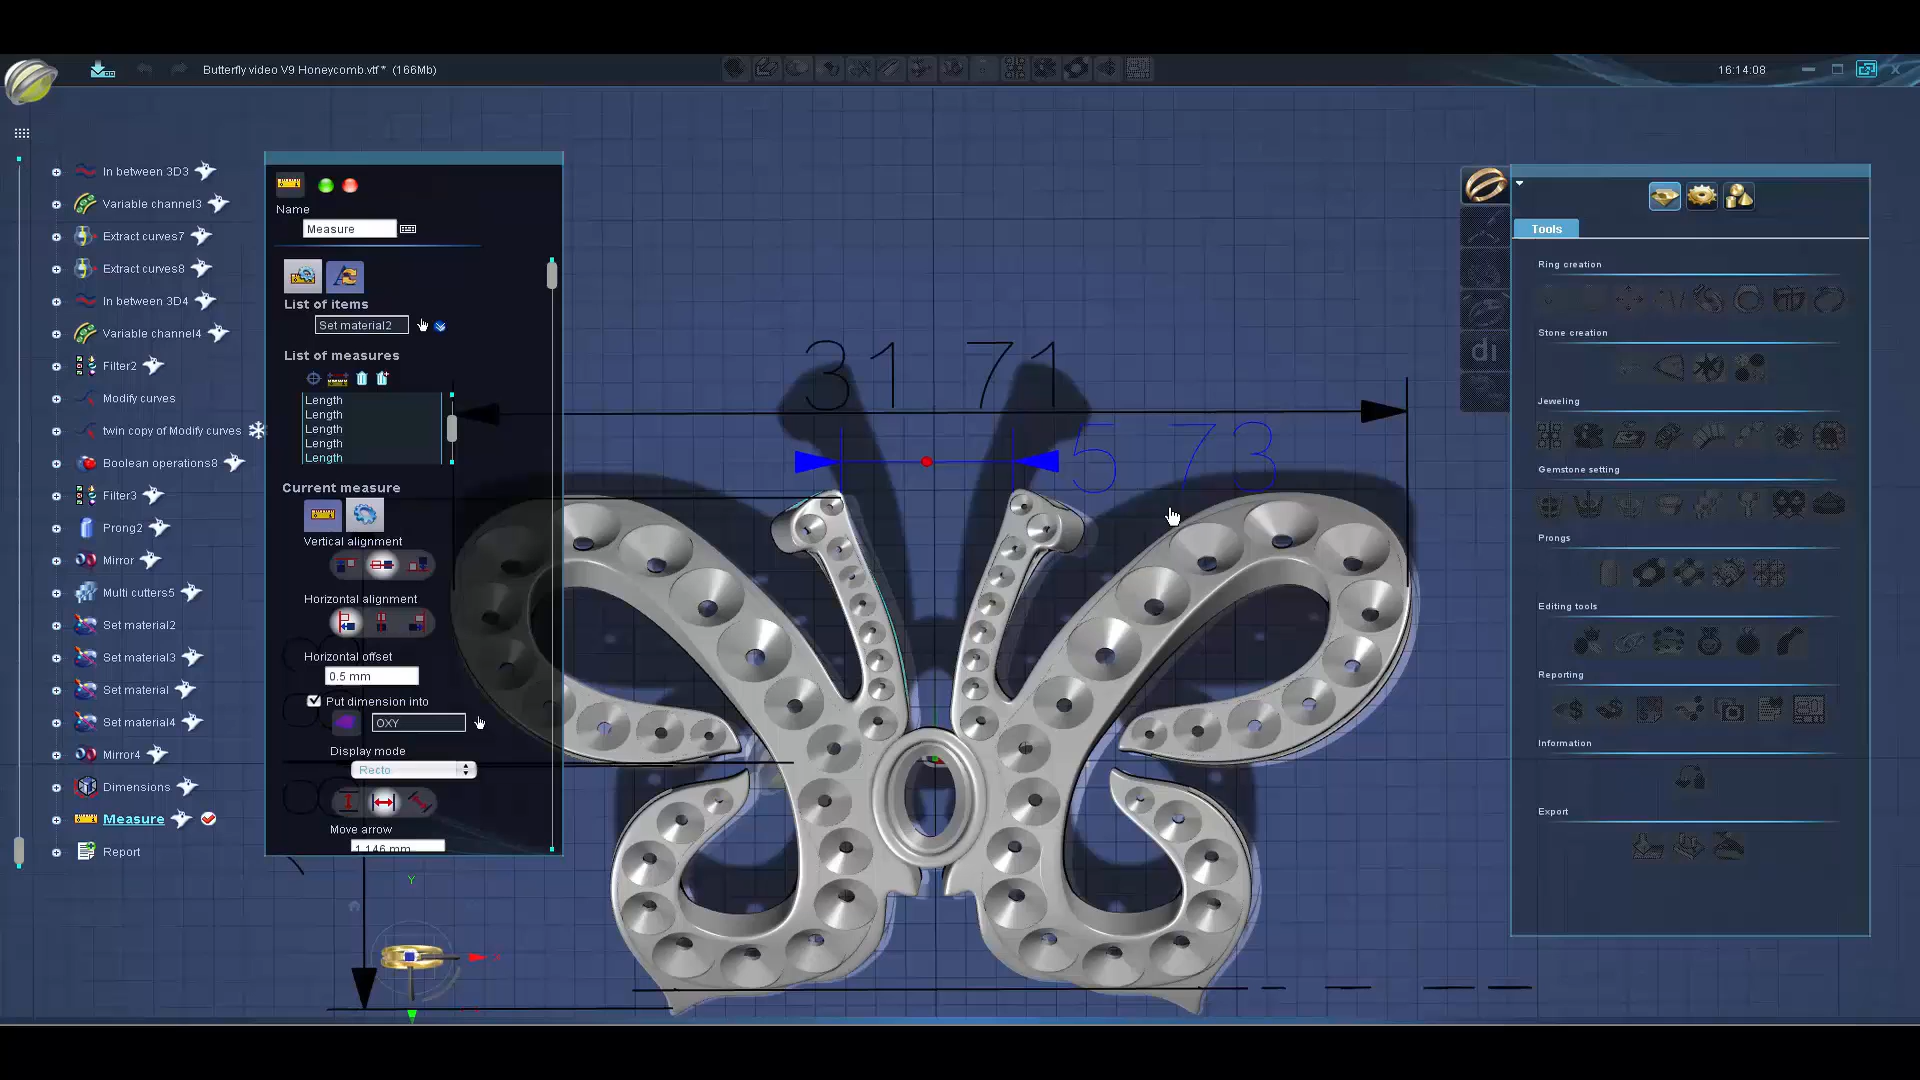 Butterfly video V9 Honeycomb.vtf * (166Mb)
16:14:08
In between 3D3
Variable channel3
Extract curves7
Extract curves8
In between 3D4
Variable channel4
Filter2
Modify curves
twin copy of Modify curves
Boolean operations8
Filter3
Prong2
Mirror
Multi cutters5
Set material2
Set material3
Set material
Set material4
Mirror4
Dimensions
Measure
Report
Name
Measure
List of items
Set material2
List of measures
Length
Length
Length
Length
Length
Current measure
Vertical alignment
Horizontal alignment
Horizontal offset
0.5 mm
Put dimension into
OXY
Display mode
Recto
Move arrow
1.146 mm
31 71
5 73
Y
X
di
Tools
Ring creation
Stone creation
Jeweling
Gemstone setting
Prongs
Editing tools
Reporting
Information
Export